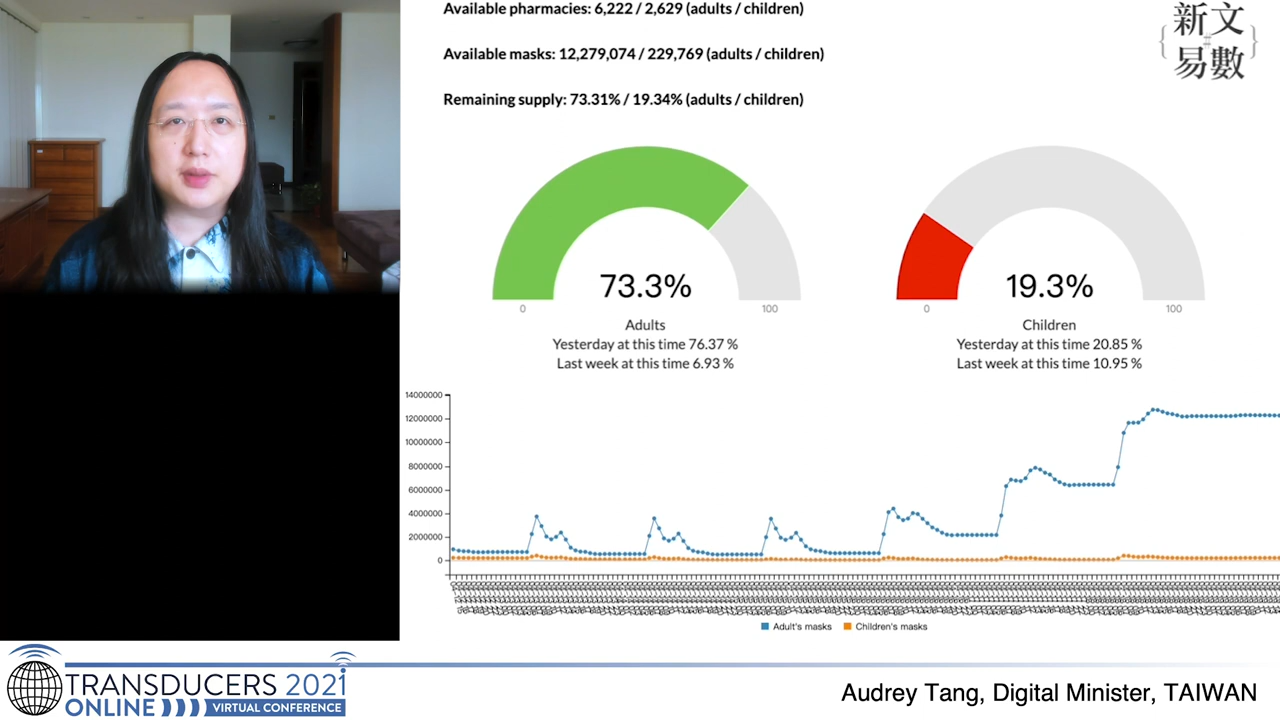 Available pharmacies: 6,222 / 2,629 (adults / children)
Available masks: 12,279,074 / 229,769 (adults / children)
Remaining supply: 73.31% / 19.34% (adults / children)
新文
易數
{#}
73.3%
0
100
Adults
Yesterday at this time 76.37 %
Last week at this time 6.93 %
19.3%
0
100
Children
Yesterday at this time 20.85 %
Last week at this time 10.95 %
14000000
12000000
10000000
8000000
6000000
4000000
2000000
0
Adult's masks
Children's masks
TRANSDUCERS 2021
ONLINE
VIRTUAL CONFERENCE
Audrey Tang, Digital Minister, TAIWAN